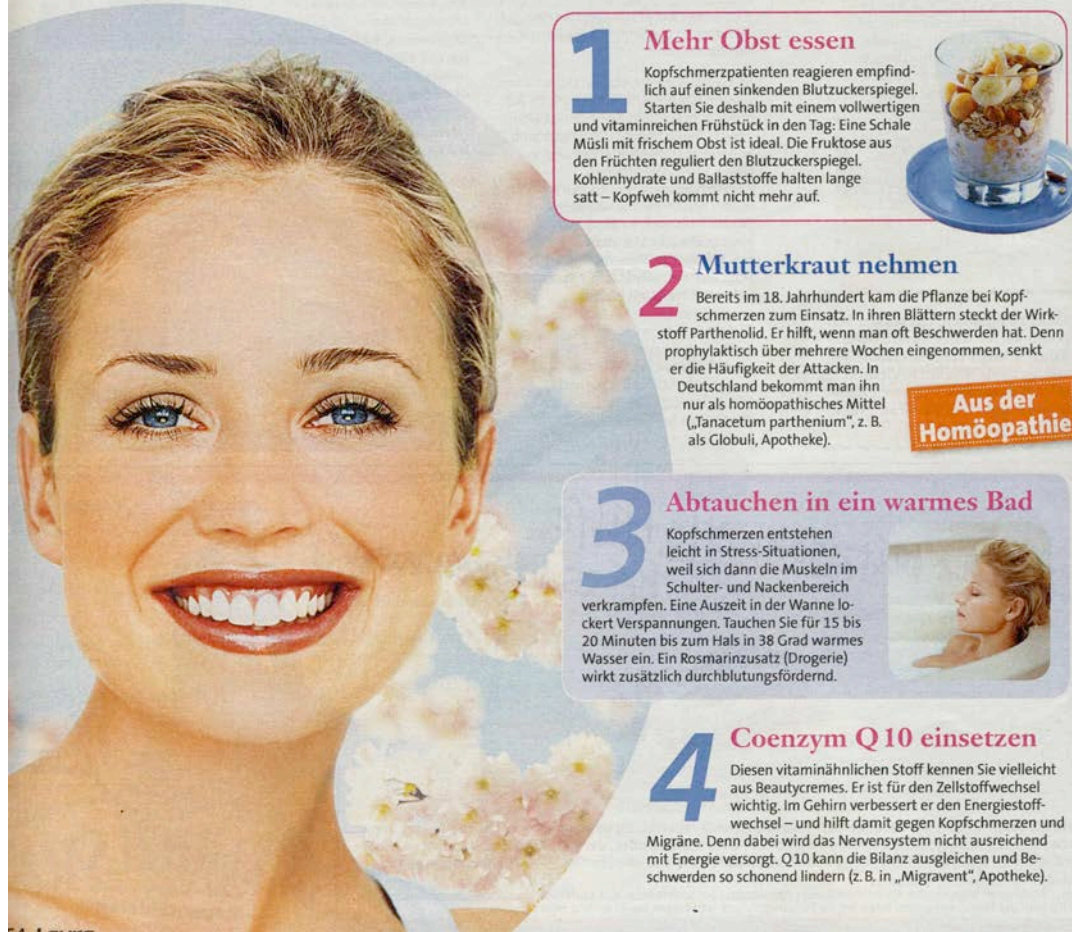 1 Mehr Obst essen
Kopfschmerzpatienten reagieren empfind-
lich auf einen sinkenden Blutzuckerspiegel.
Starten Sie deshalb mit einem vollwertigen
und vitaminreichen Frühstück in den Tag: Eine Schale
Müsli mit frischem Obst ist ideal. Die Fruktose aus
den Früchten reguliert den Blutzuckerspiegel.
Kohlenhydrate und Ballaststoffe halten lange
satt – Kopfweh kommt nicht mehr auf.
2 Mutterkraut nehmen
Bereits im 18. Jahrhundert kam die Pflanze bei Kopf-
schmerzen zum Einsatz. In ihren Blättern steckt der Wirk-
stoff Parthenolid. Er hilft, wenn man oft Beschwerden hat. Denn
prophylaktisch über mehrere Wochen eingenommen, senkt
er die Häufigkeit der Attacken. In
Deutschland bekommt man ihn
nur als homöopathisches Mittel
(„Tanacetum parthenium“, z. B.
als Globuli, Apotheke).
Aus der
Homöopathie
3 Abtauchen in ein warmes Bad
Kopfschmerzen entstehen
leicht in Stress-Situationen,
weil sich dann die Muskeln im
Schulter- und Nackenbereich
verkrampfen. Eine Auszeit in der Wanne lo-
ckert Verspannungen. Tauchen Sie für 15 bis
20 Minuten bis zum Hals in 38 Grad warmes
Wasser ein. Ein Rosmarinzusatz (Drogerie)
wirkt zusätzlich durchblutungsfördernd.
4 Coenzym Q 10 einsetzen
Diesen vitaminähnlichen Stoff kennen Sie vielleicht
aus Beautycremes. Er ist für den Zellstoffwechsel
wichtig. Im Gehirn verbessert er den Energiestoff-
wechsel – und hilft damit gegen Kopfschmerzen und
Migräne. Denn dabei wird das Nervensystem nicht ausreichend
mit Energie versorgt. Q 10 kann die Bilanz ausgleichen und Be-
schwerden so schonend lindern (z. B. in „Migravent“, Apotheke).